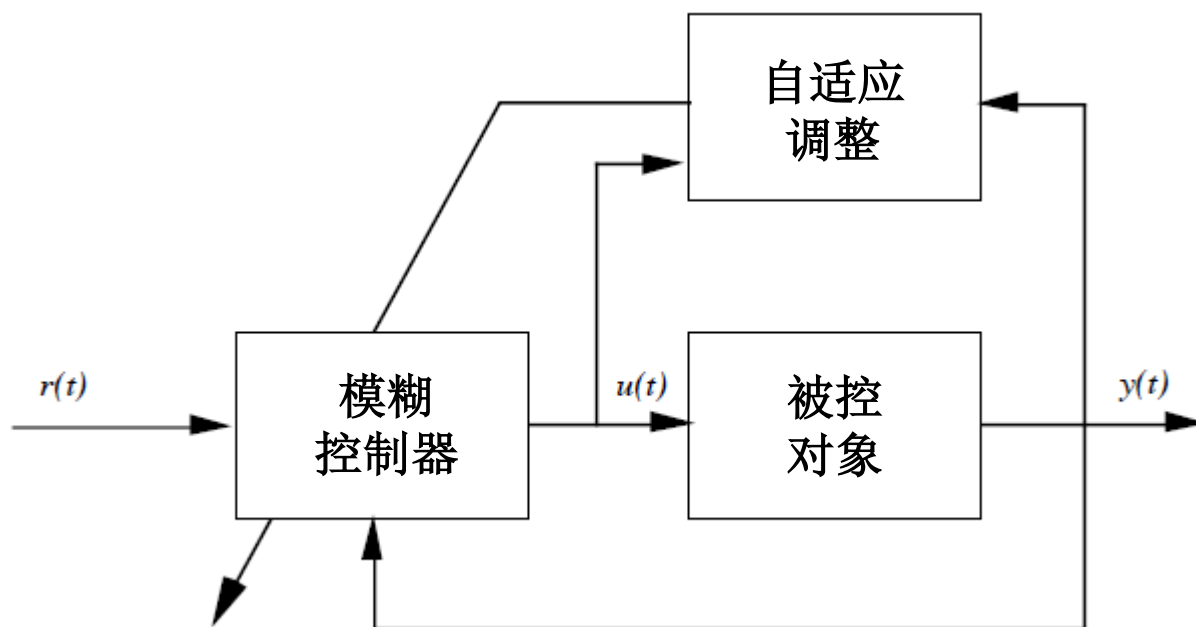 自适应
调整
r(t)
模糊
控制器
u(t)
被控
对象
y(t)